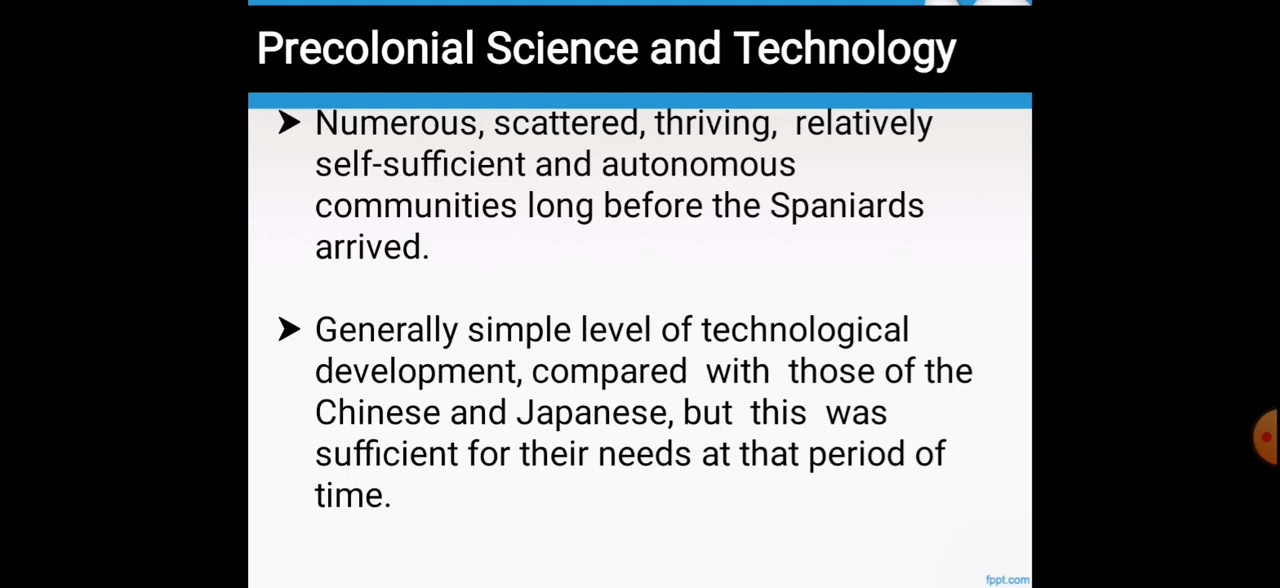 Precolonial Science and Technology
➤ Numerous, scattered, thriving, relatively
self-sufficient and autonomous
communities long before the Spaniards
arrived.
➤ Generally simple level of technological
development, compared with those of the
Chinese and Japanese, but this was
sufficient for their needs at that period of
time.
fppt.com